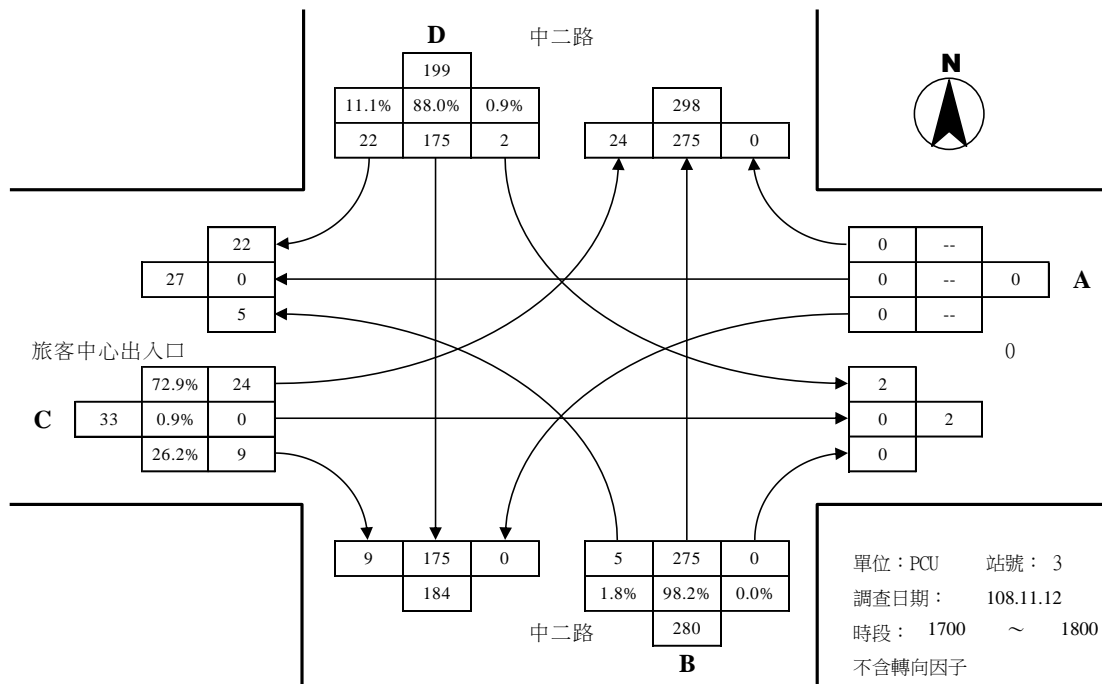 D 中二路
N
199
11.1% 88.0% 0.9% 298
22 175 2 24 275 0
22 0 --
27 0 0 -- 0 A
5 0 --
旅客中心出入口 0
72.9% 24 2
C 33 0.9% 0 0 2
26.2% 9 0
9 175 0 5 275 0
184 1.8% 98.2% 0.0%
中二路 280
B
單位：PCU 站號： 3
調查日期： 108.11.12
時段： 1700 ～ 1800
不含轉向因子